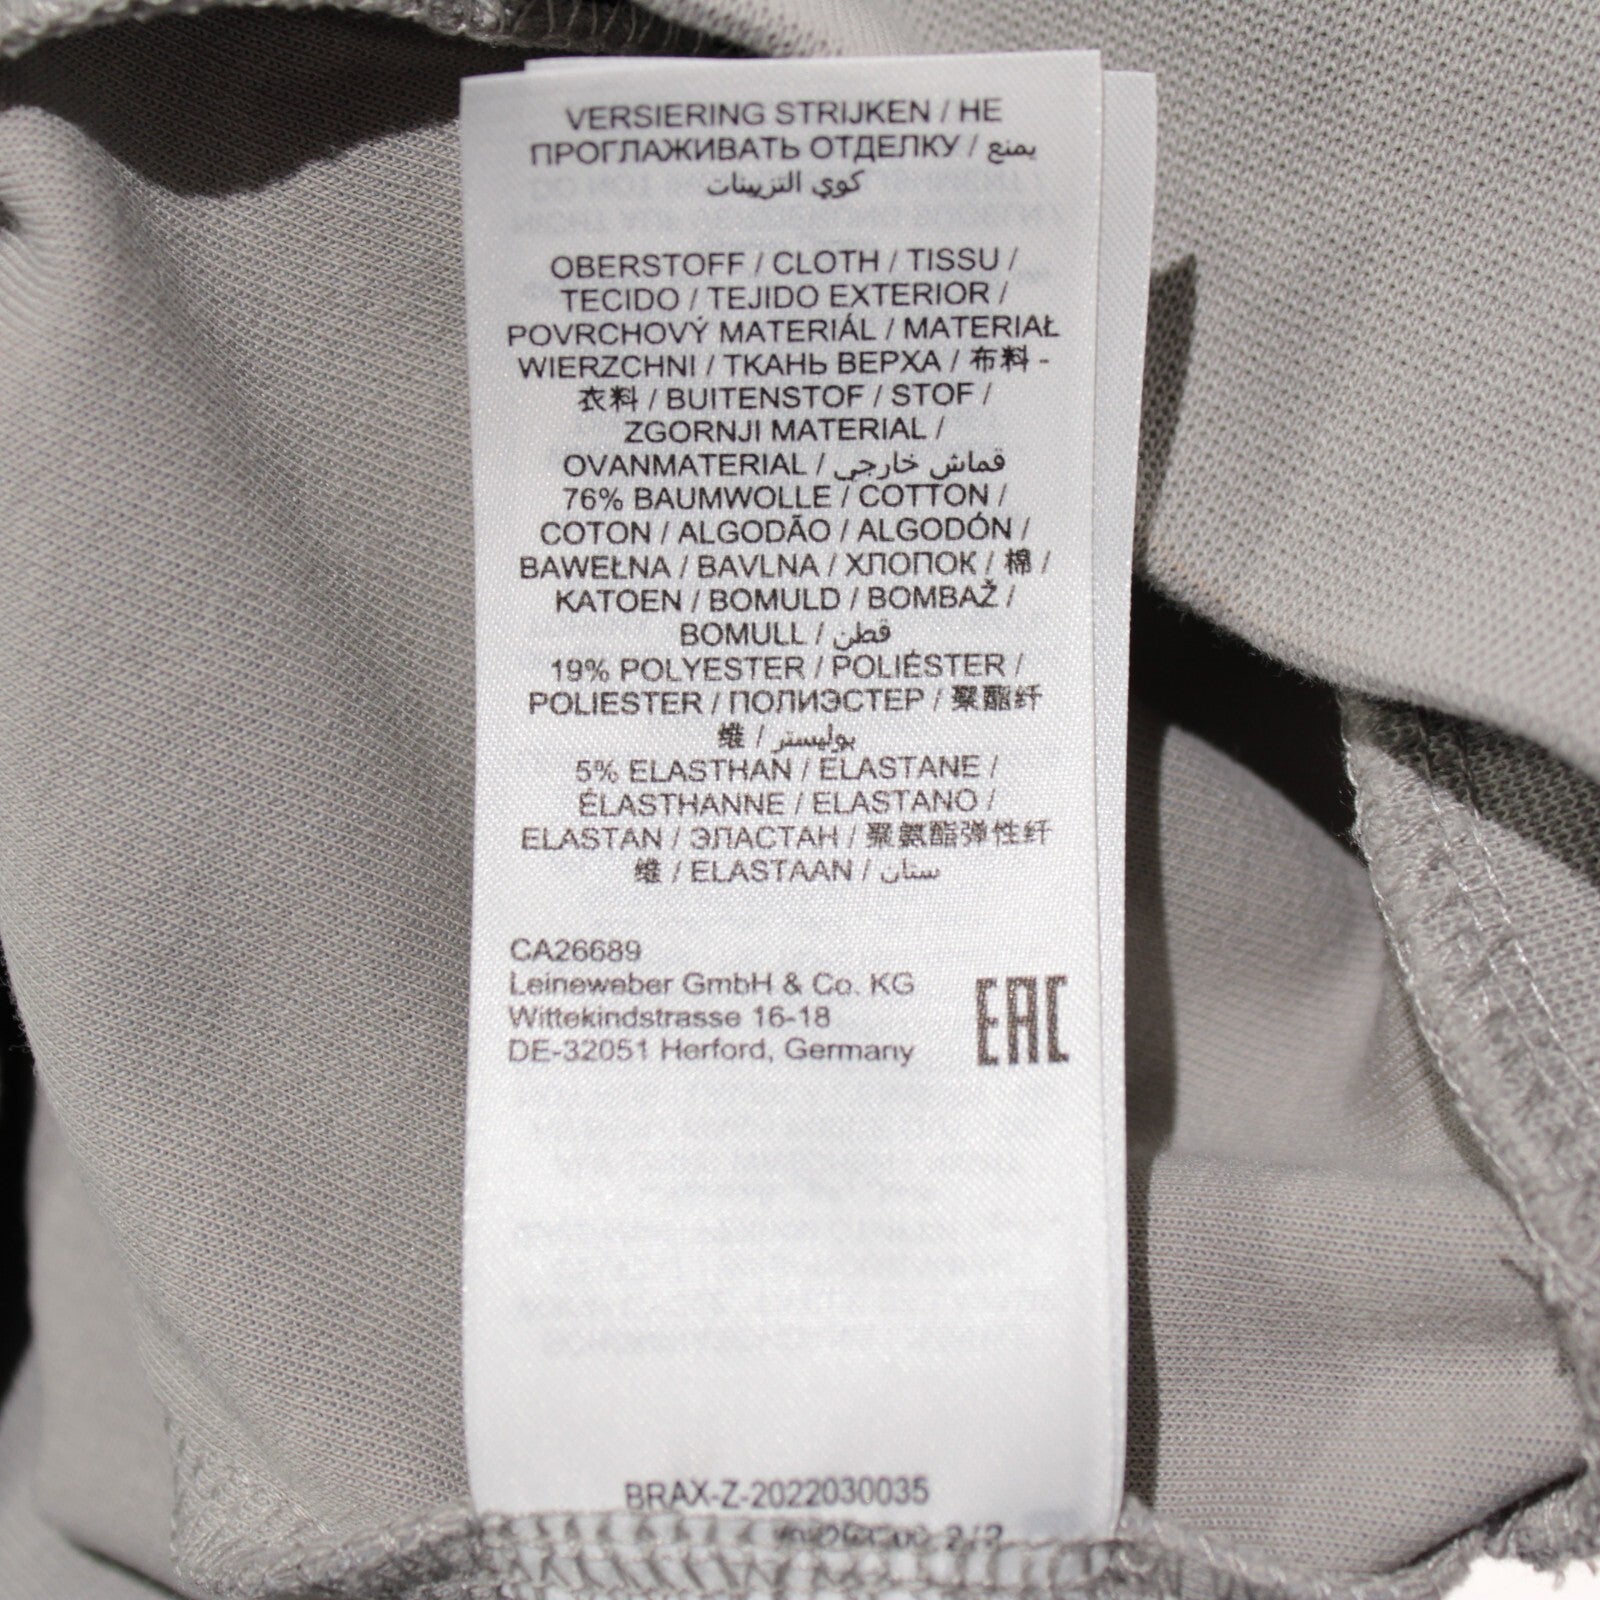 VERSIERING STRIJKEN / НЕ
ПРОГЛАЖИВАТЬ ОТДЕЛКУ / يمنع
كوي التزيينات
OBERSTOFF / CLOTH / TISSU /
TECIDO / TEJIDO EXTERIOR /
POVRCHOVÝ MATERIÁL / MATERIAŁ
WIERZCHNI / ТКАНЬ ВЕРХА / 布料 -
衣料 / BUITENSTOF / STOF /
ZGORNJI MATERIAL /
OVANMATERIAL / قماش خارجي
76% BAUMWOLLE / COTTON /
COTON / ALGODÃO / ALGODÓN /
BAWEŁNA / BAVLNA / ХЛОПОК / 棉 /
KATOEN / BOMULD / BOMBAŽ /
BOMULL / قطن
19% POLYESTER / POLIÉSTER /
POLIESTER / ПОЛИЭСТЕР / 聚酯纤
维 / بوليستر
5% ELASTHAN / ELASTANE /
ÉLASTHANNE / ELASTANO /
ELASTAN / ЭЛАСТАН / 聚氨酯弹性纤
维 / ELASTAAN / ستان
CA26689
Leineweber GmbH & Co. KG
Wittekindstrasse 16-18
DE-32051 Herford, Germany
EAC
BRAX-Z-2022030035
2/2